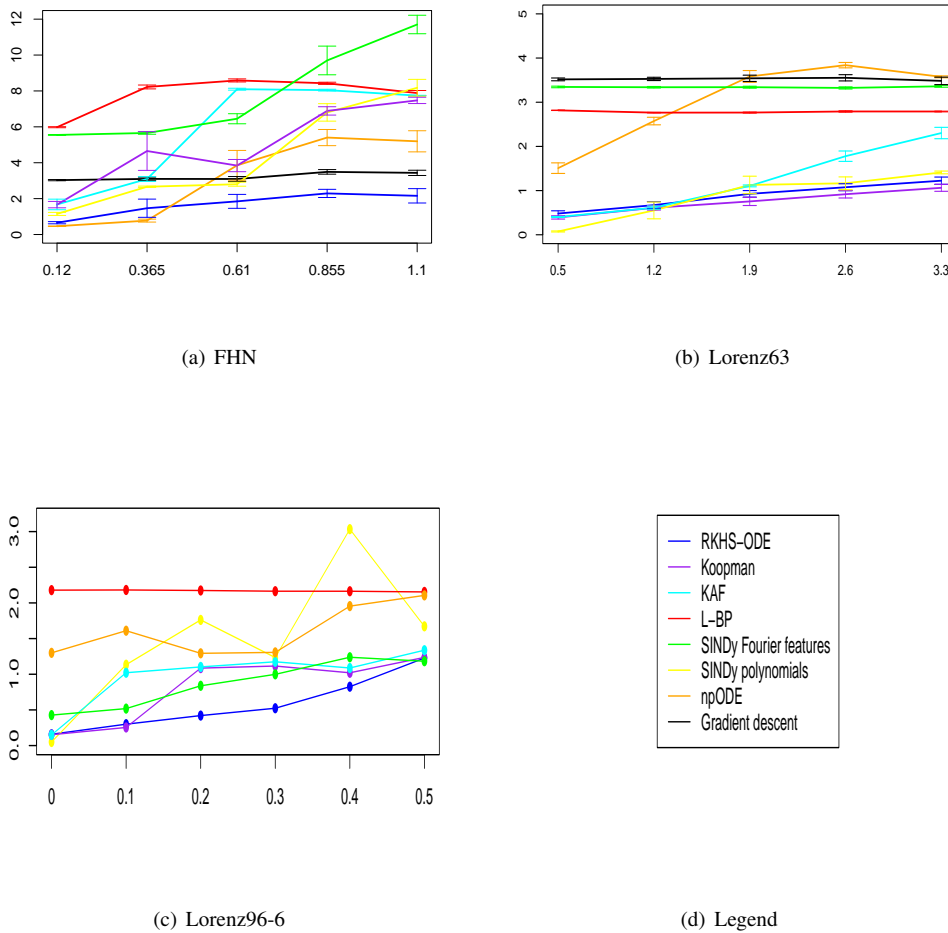 12
10
8
6
4
2
0
0.12 0.365 0.61 0.855 1.1
(a) FHN
5
4
3
2
1
0
0.5 1.2 1.9 2.6 3.3
(b) Lorenz63
3.0
2.0
1.0
0.0
0 0.1 0.2 0.3 0.4 0.5
(c) Lorenz96-6
RKHS-ODE
Koopman
KAF
L-BP
SINDy Fourier features
SINDy polynomials
npODE
Gradient descent
(d) Legend